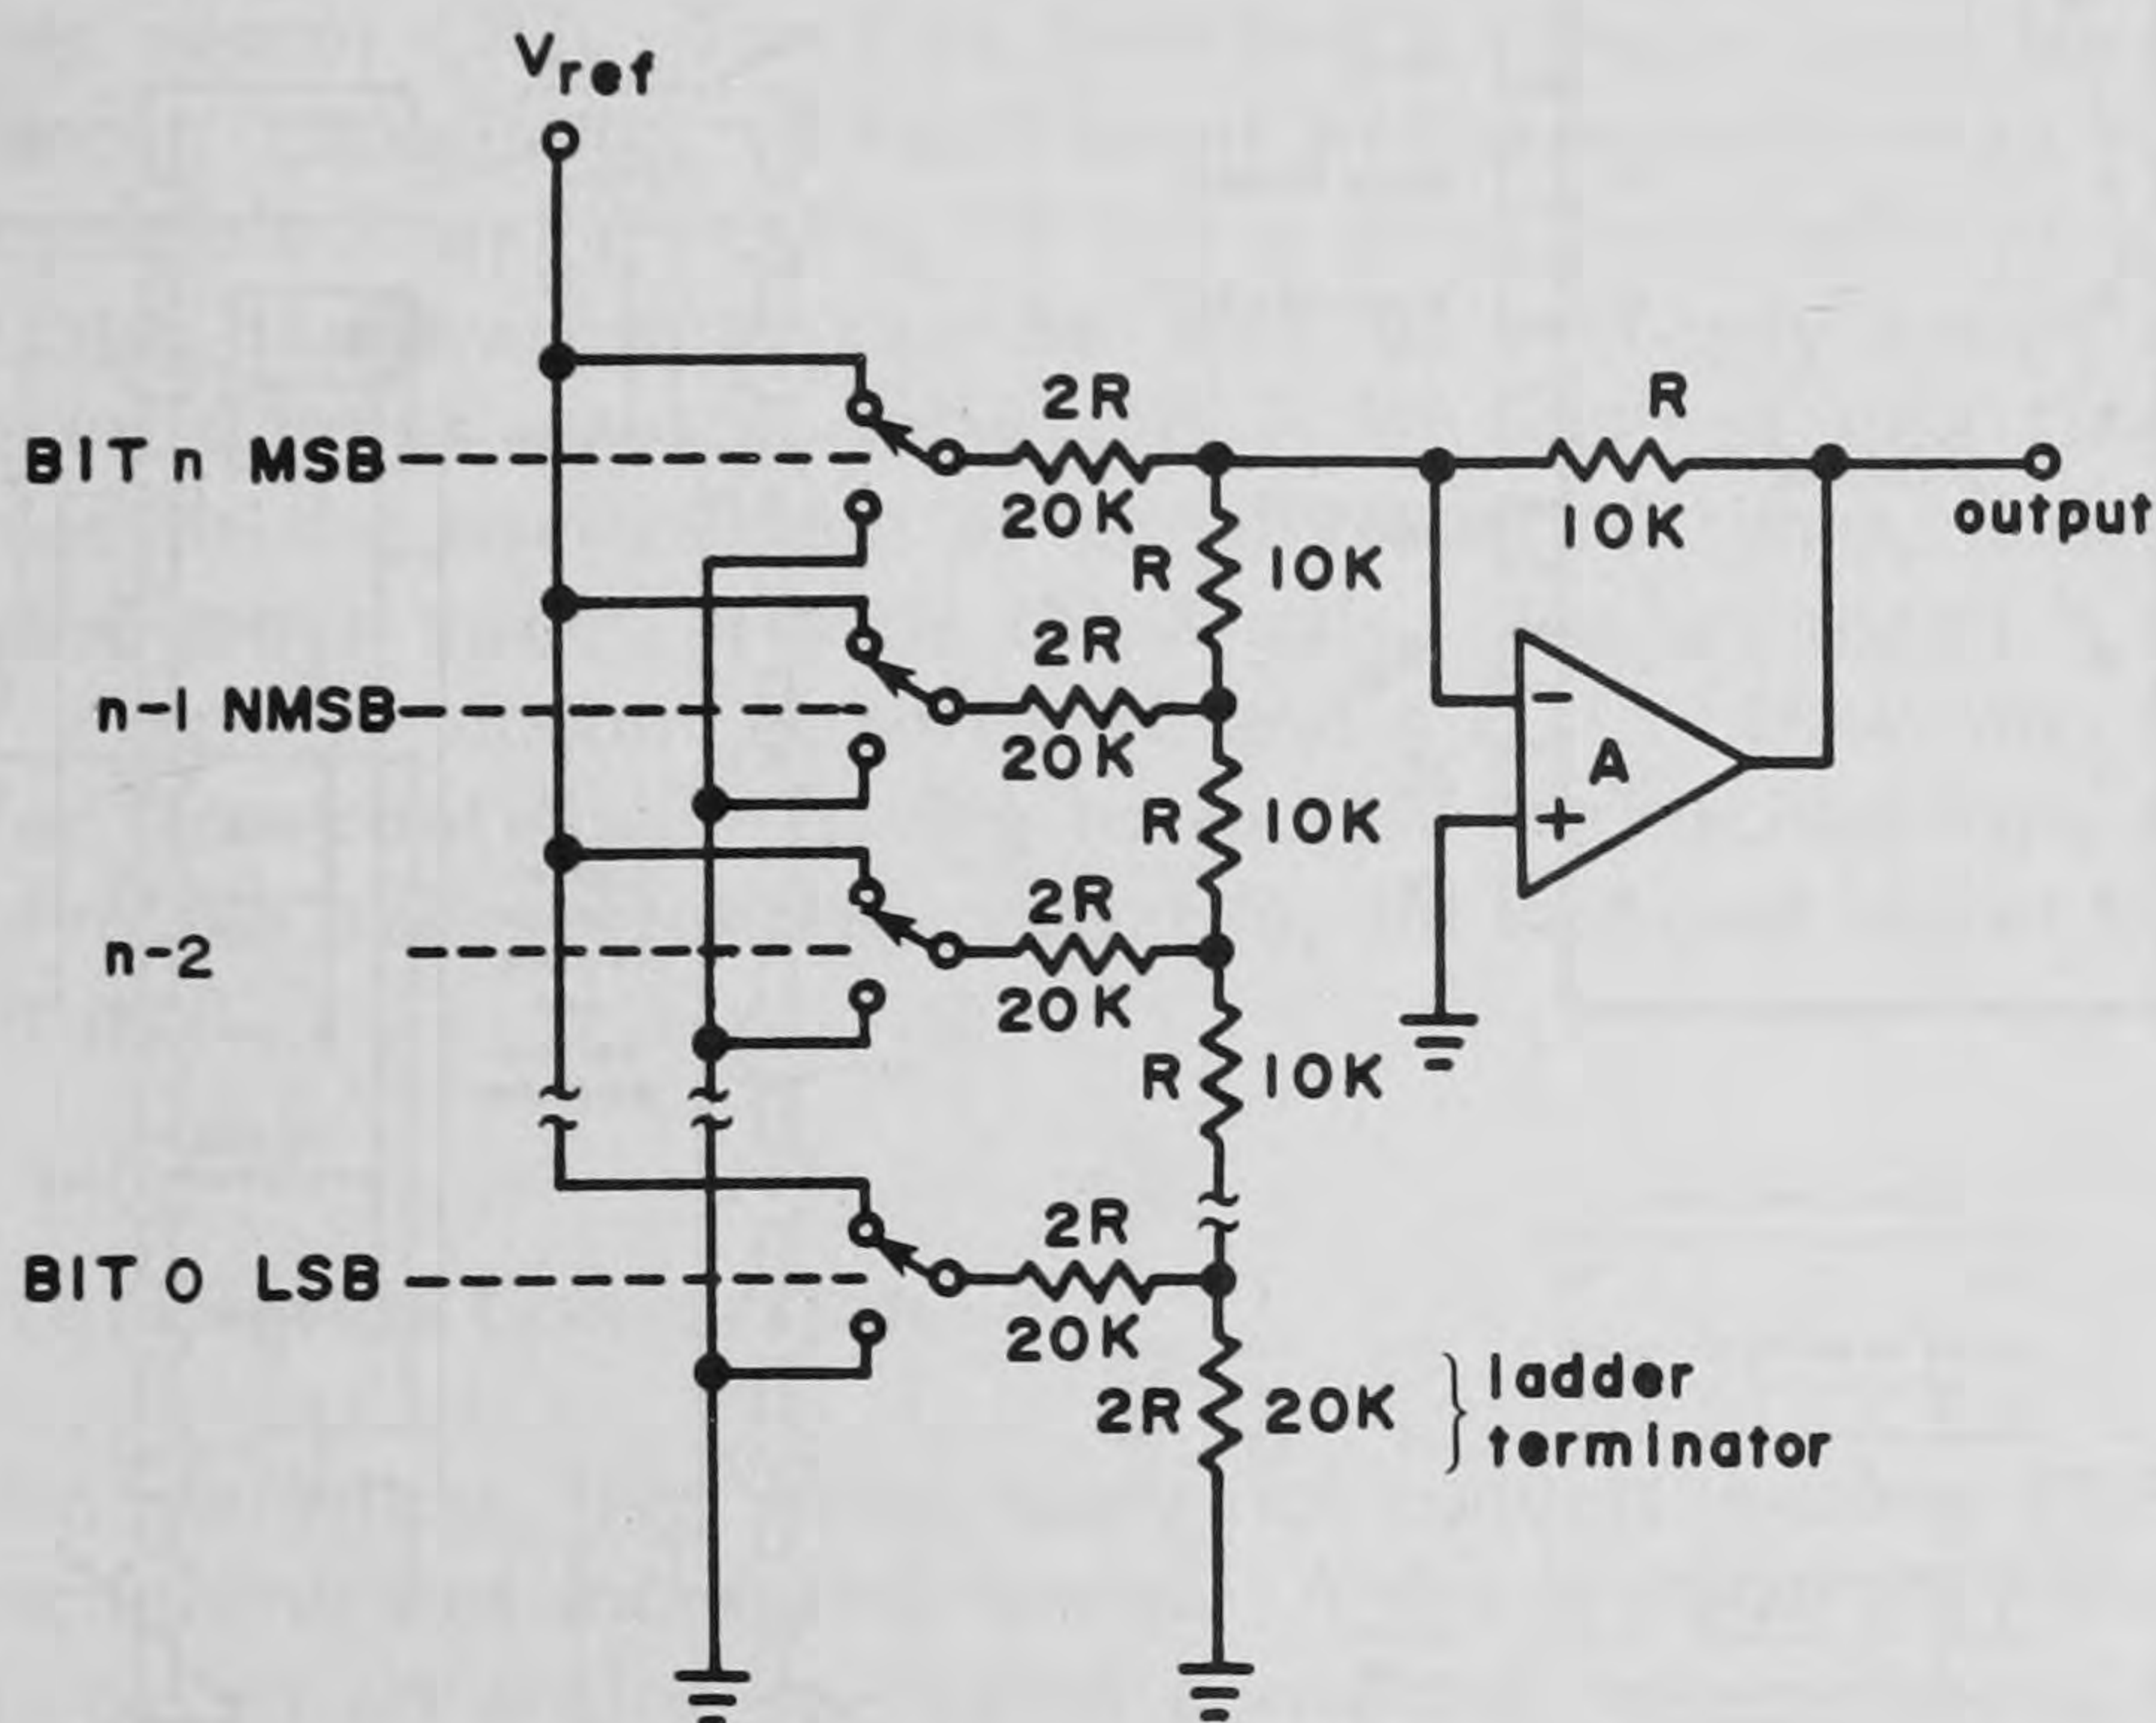 Vref
2R
R
BIT n MSB
20K
10K
output
R
10K
2R
n-1 NMSB
20K
−
A
+
R
10K
2R
n-2
20K
R
10K
2R
BIT 0 LSB
20K
2R
20K
ladder
terminator